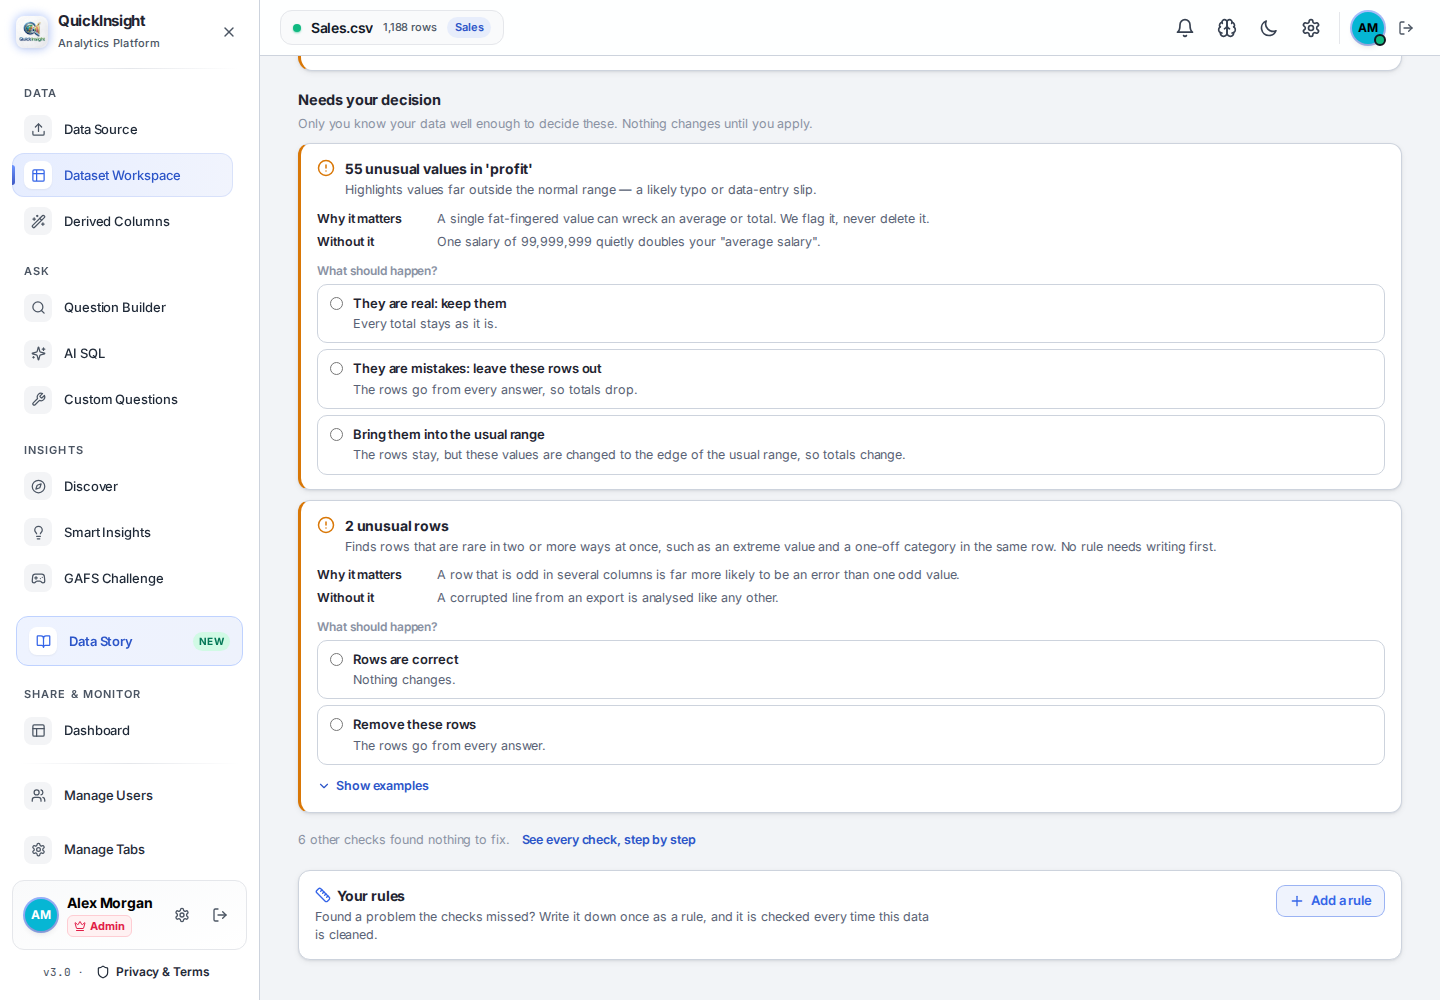 QuickInsight
Analytics Platform
DATA
Data Source
Dataset Workspace
Derived Columns
ASK
Question Builder
AI SQL
Custom Questions
INSIGHTS
Discover
Smart Insights
GAFS Challenge
Data Story NEW
SHARE & MONITOR
Dashboard
Manage Users
Manage Tabs
AM Alex Morgan
Admin
v3.0 · Privacy & Terms
Sales.csv 1,188 rows Sales
AM
Needs your decision
Only you know your data well enough to decide these. Nothing changes until you apply.
55 unusual values in 'profit'
Highlights values far outside the normal range — a likely typo or data-entry slip.
Why it matters A single fat-fingered value can wreck an average or total. We flag it, never delete it.
Without it One salary of 99,999,999 quietly doubles your "average salary".
What should happen?
They are real: keep them
Every total stays as it is.
They are mistakes: leave these rows out
The rows go from every answer, so totals drop.
Bring them into the usual range
The rows stay, but these values are changed to the edge of the usual range, so totals change.
2 unusual rows
Finds rows that are rare in two or more ways at once, such as an extreme value and a one-off category in the same row. No rule needs writing first.
Why it matters A row that is odd in several columns is far more likely to be an error than one odd value.
Without it A corrupted line from an export is analysed like any other.
What should happen?
Rows are correct
Nothing changes.
Remove these rows
The rows go from every answer.
Show examples
6 other checks found nothing to fix. See every check, step by step
Your rules
Found a problem the checks missed? Write it down once as a rule, and it is checked every time this data
is cleaned.
Add a rule